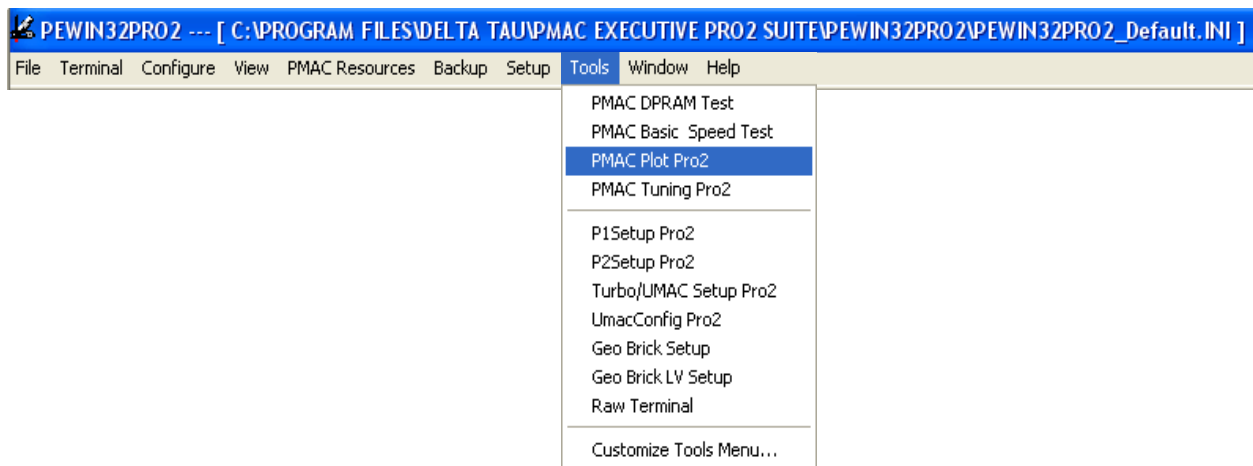 PEWIN32PRO2 --- [ C:\PROGRAM FILES\DELTA TAU\PMAC EXECUTIVE PRO2 SUITE\PEWIN32PRO2\PEWIN32PRO2_Default.INI ]
File Terminal Configure View PMAC Resources Backup Setup Tools Window Help
PMAC DPRAM Test
PMAC Basic Speed Test
PMAC Plot Pro2
PMAC Tuning Pro2
P1Setup Pro2
P2Setup Pro2
Turbo/UMAC Setup Pro2
UmacConfig Pro2
Geo Brick Setup
Geo Brick LV Setup
Raw Terminal
Customize Tools Menu...